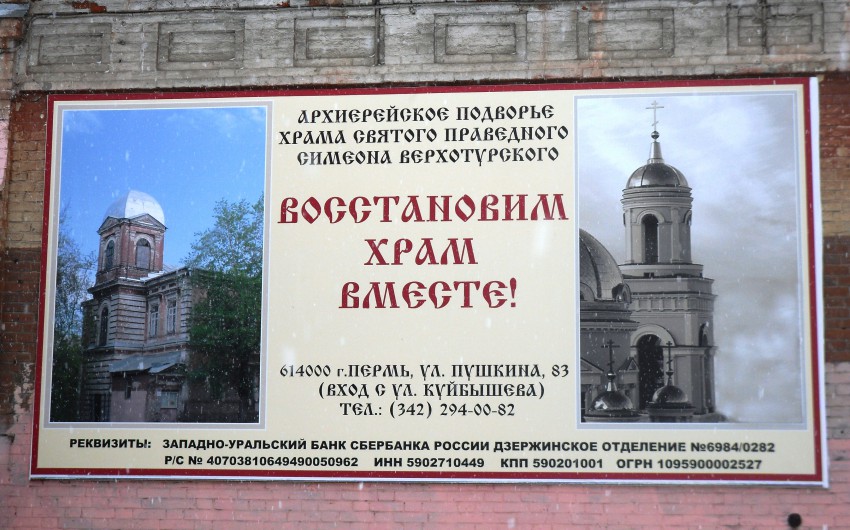 АРХИЕРЕЙСКОЕ ПОДВОРЬЕ
ХРАМА СВЯТОГО ПРАВЕДНОГО
СИМЕОНА ВЕРХОТУРСКОГО
ВОССТАНОВИМ
ХРАМ
ВМЕСТЕ!
614000 г.ПЕРМЬ, УЛ. ПУШКИНА, 83
(ВХОД С УЛ. КУЙБЫШЕВА)
ТЕЛ.: (342) 294-00-82
РЕКВИЗИТЫ: ЗАПАДНО-УРАЛЬСКИЙ БАНК СБЕРБАНКА РОССИИ ДЗЕРЖИНСКОЕ ОТДЕЛЕНИЕ №6984/0282
Р/С № 40703810649490050962 ИНН 5902710449 КПП 590201001 ОГРН 1095900002527